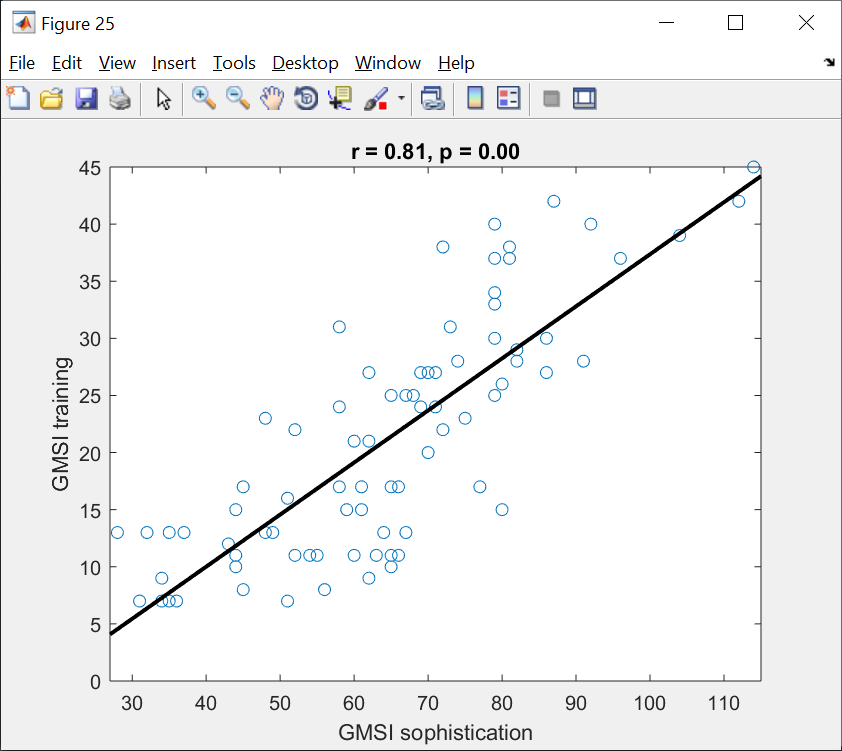 Figure 25
File Edit View Insert Tools Desktop Window Help
r = 0.81, p = 0.00
45
40
35
30
25
20
15
10
5
0
GMSI training
30 40 50 60 70 80 90 100 110
GMSI sophistication